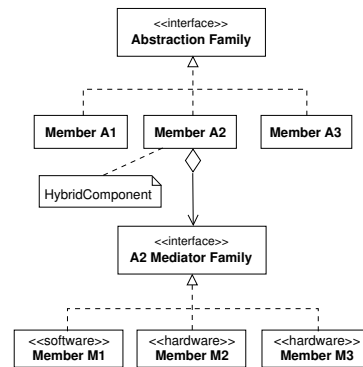 <<interface>>
Abstraction Family
Member A1
Member A2
Member A3
HybridComponent
<<interface>>
A2 Mediator Family
<<software>>
Member M1
<<hardware>>
Member M2
<<hardware>>
Member M3